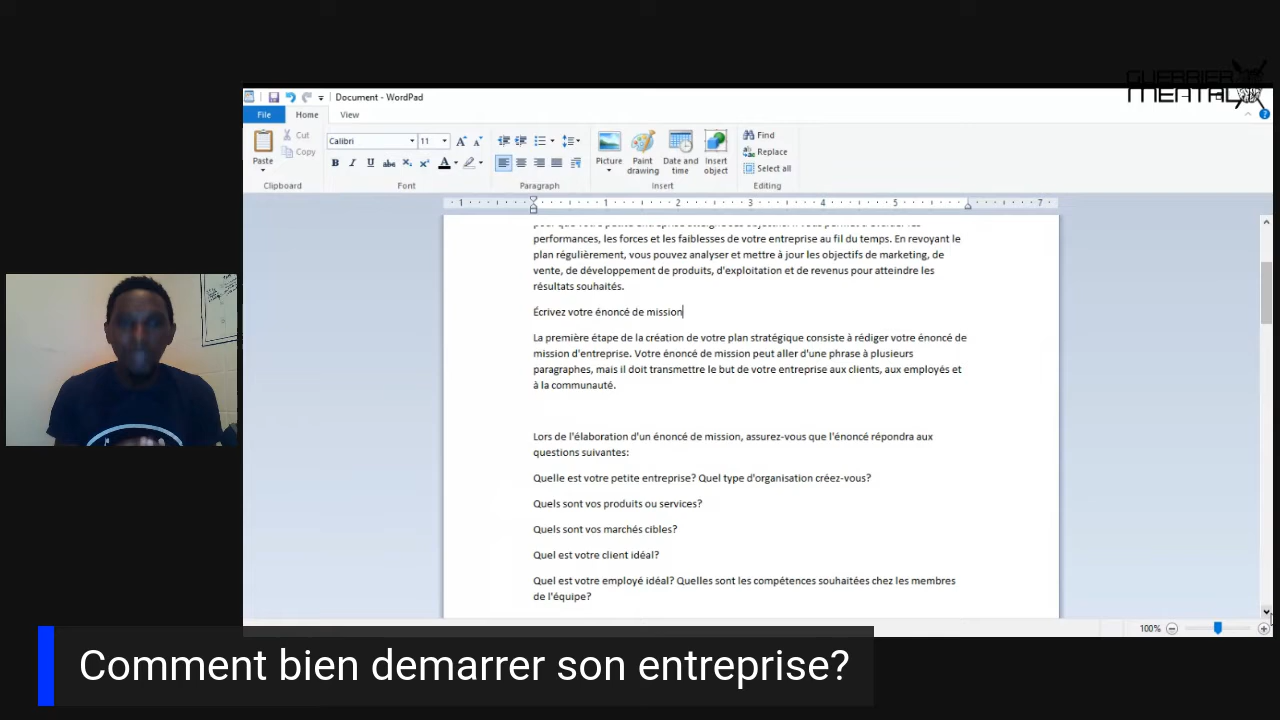 GUERRIER
MENTAL
Document - WordPad
File
Home
View
Paste
Cut
Copy
Clipboard
Calibri
11
Font
Paragraph
Picture
Paint drawing
Date and time
Insert object
Insert
Find
Replace
Select all
Editing
1 1 2 3 4 5 7
performances, les forces et les faiblesses de votre entreprise au fil du temps. En revoyant le
plan régulièrement, vous pouvez analyser et mettre à jour les objectifs de marketing, de
vente, de développement de produits, d'exploitation et de revenus pour atteindre les
résultats souhaités.
Écrivez votre énoncé de mission
La première étape de la création de votre plan stratégique consiste à rédiger votre énoncé de
mission d'entreprise. Votre énoncé de mission peut aller d'une phrase à plusieurs
paragraphes, mais il doit transmettre le but de votre entreprise aux clients, aux employés et
à la communauté.
Lors de l'élaboration d'un énoncé de mission, assurez-vous que l'énoncé répondra aux
questions suivantes:
Quelle est votre petite entreprise? Quel type d'organisation créez-vous?
Quels sont vos produits ou services?
Quels sont vos marchés cibles?
Quel est votre client idéal?
Quel est votre employé idéal? Quelles sont les compétences souhaitées chez les membres
de l'équipe?
100%
Comment bien demarrer son entreprise?